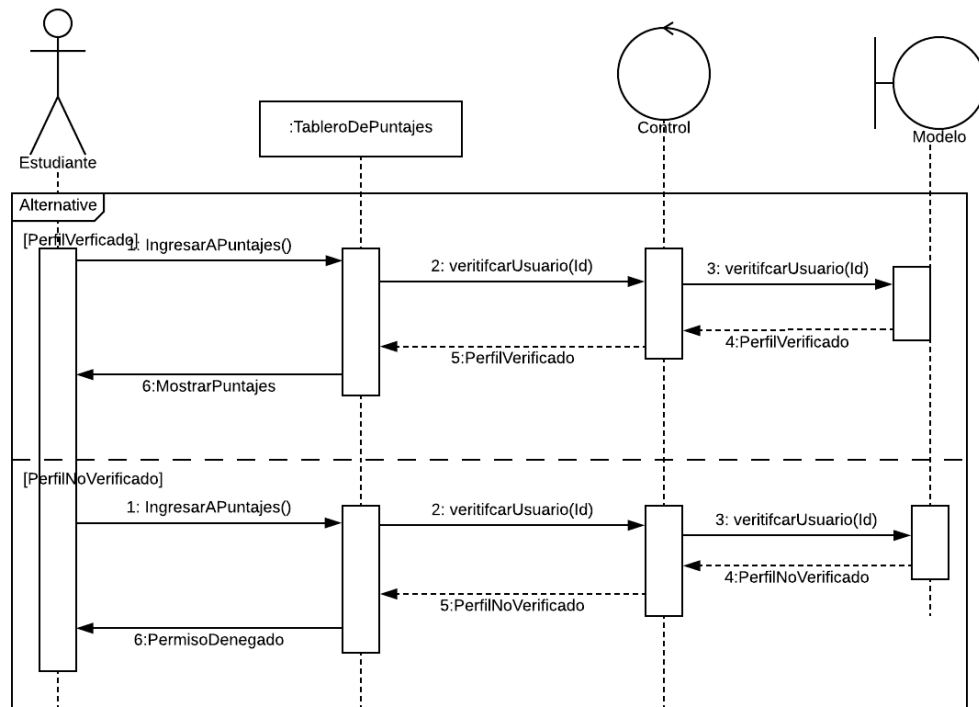 Estudiante
:TableroDePuntajes
Control
Modelo
Alternative
[PerfilVerficado]
1: IngresarAPuntajes()
2: veritifcarUsuario(Id)
3: veritifcarUsuario(Id)
4:PerfilVerificado
5:PerfilVerificado
6:MostrarPuntajes
[PerfilNoVerificado]
1: IngresarAPuntajes()
2: veritifcarUsuario(Id)
3: veritifcarUsuario(Id)
4:PerfilNoVerificado
5:PerfilNoVerificado
6:PermisoDenegado